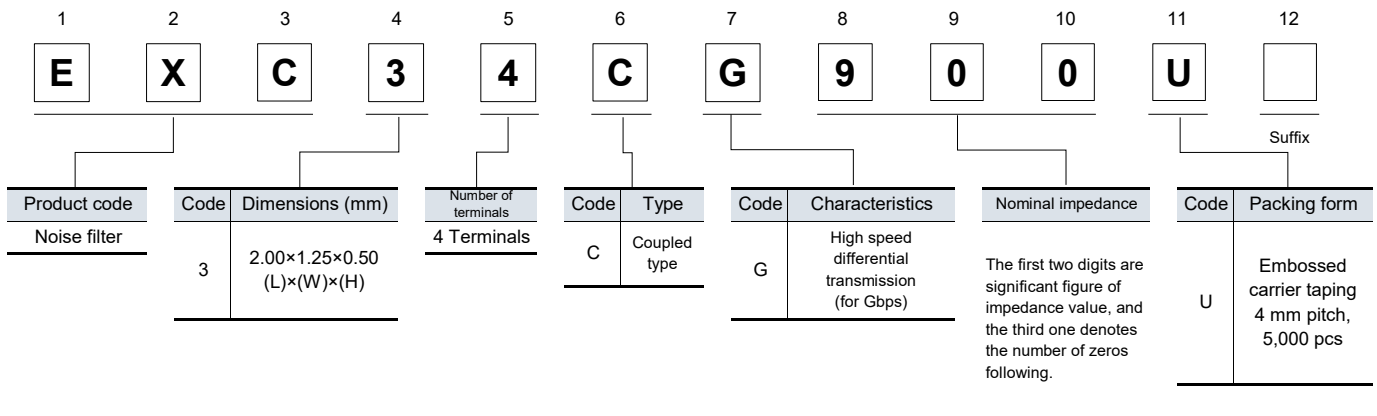 1 2 3 4 5 6 7 8 9 10 11 12
E X C 3 4 C G 9 0 0 U
Suffix
Product code
Noise filter
Code Dimensions (mm)
3
2.00×1.25×0.50
(L)×(W)×(H)
Number of
terminals
4 Terminals
Code Type
C
Coupled
type
Code Characteristics
G
High speed
differential
transmission
(for Gbps)
Nominal impedance
The first two digits are
significant figure of
impedance value, and
the third one denotes
the number of zeros
following.
Code Packing form
U
Embossed
carrier taping
4 mm pitch,
5,000 pcs